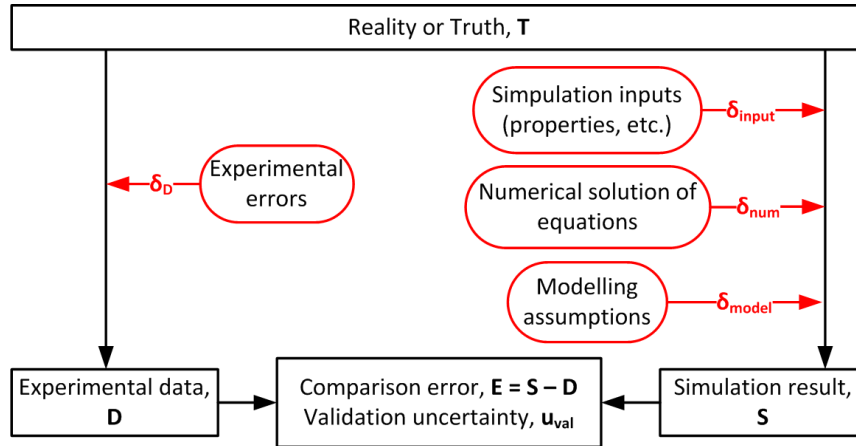 Reality or Truth, T
Simpulation inputs
(properties, etc.)
δinput
Experimental
errors
δD
Numerical solution of
equations
δnum
Modelling
assumptions
δmodel
Experimental data,
D
Comparison error, E = S – D
Validation uncertainty, uval
Simulation result,
S